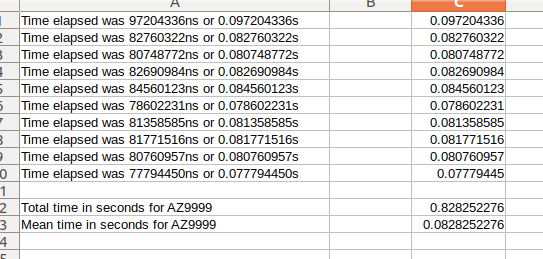 A B C
1 Time elapsed was 97204336ns or 0.097204336s 0.097204336
2 Time elapsed was 82760322ns or 0.082760322s 0.082760322
3 Time elapsed was 80748772ns or 0.080748772s 0.080748772
4 Time elapsed was 82690984ns or 0.082690984s 0.082690984
5 Time elapsed was 84560123ns or 0.084560123s 0.084560123
6 Time elapsed was 78602231ns or 0.078602231s 0.078602231
7 Time elapsed was 81358585ns or 0.081358585s 0.081358585
8 Time elapsed was 81771516ns or 0.081771516s 0.081771516
9 Time elapsed was 80760957ns or 0.080760957s 0.080760957
0 Time elapsed was 77794450ns or 0.077794450s 0.07779445
1
2 Total time in seconds for AZ9999 0.828252276
3 Mean time in seconds for AZ9999 0.0828252276
4
5